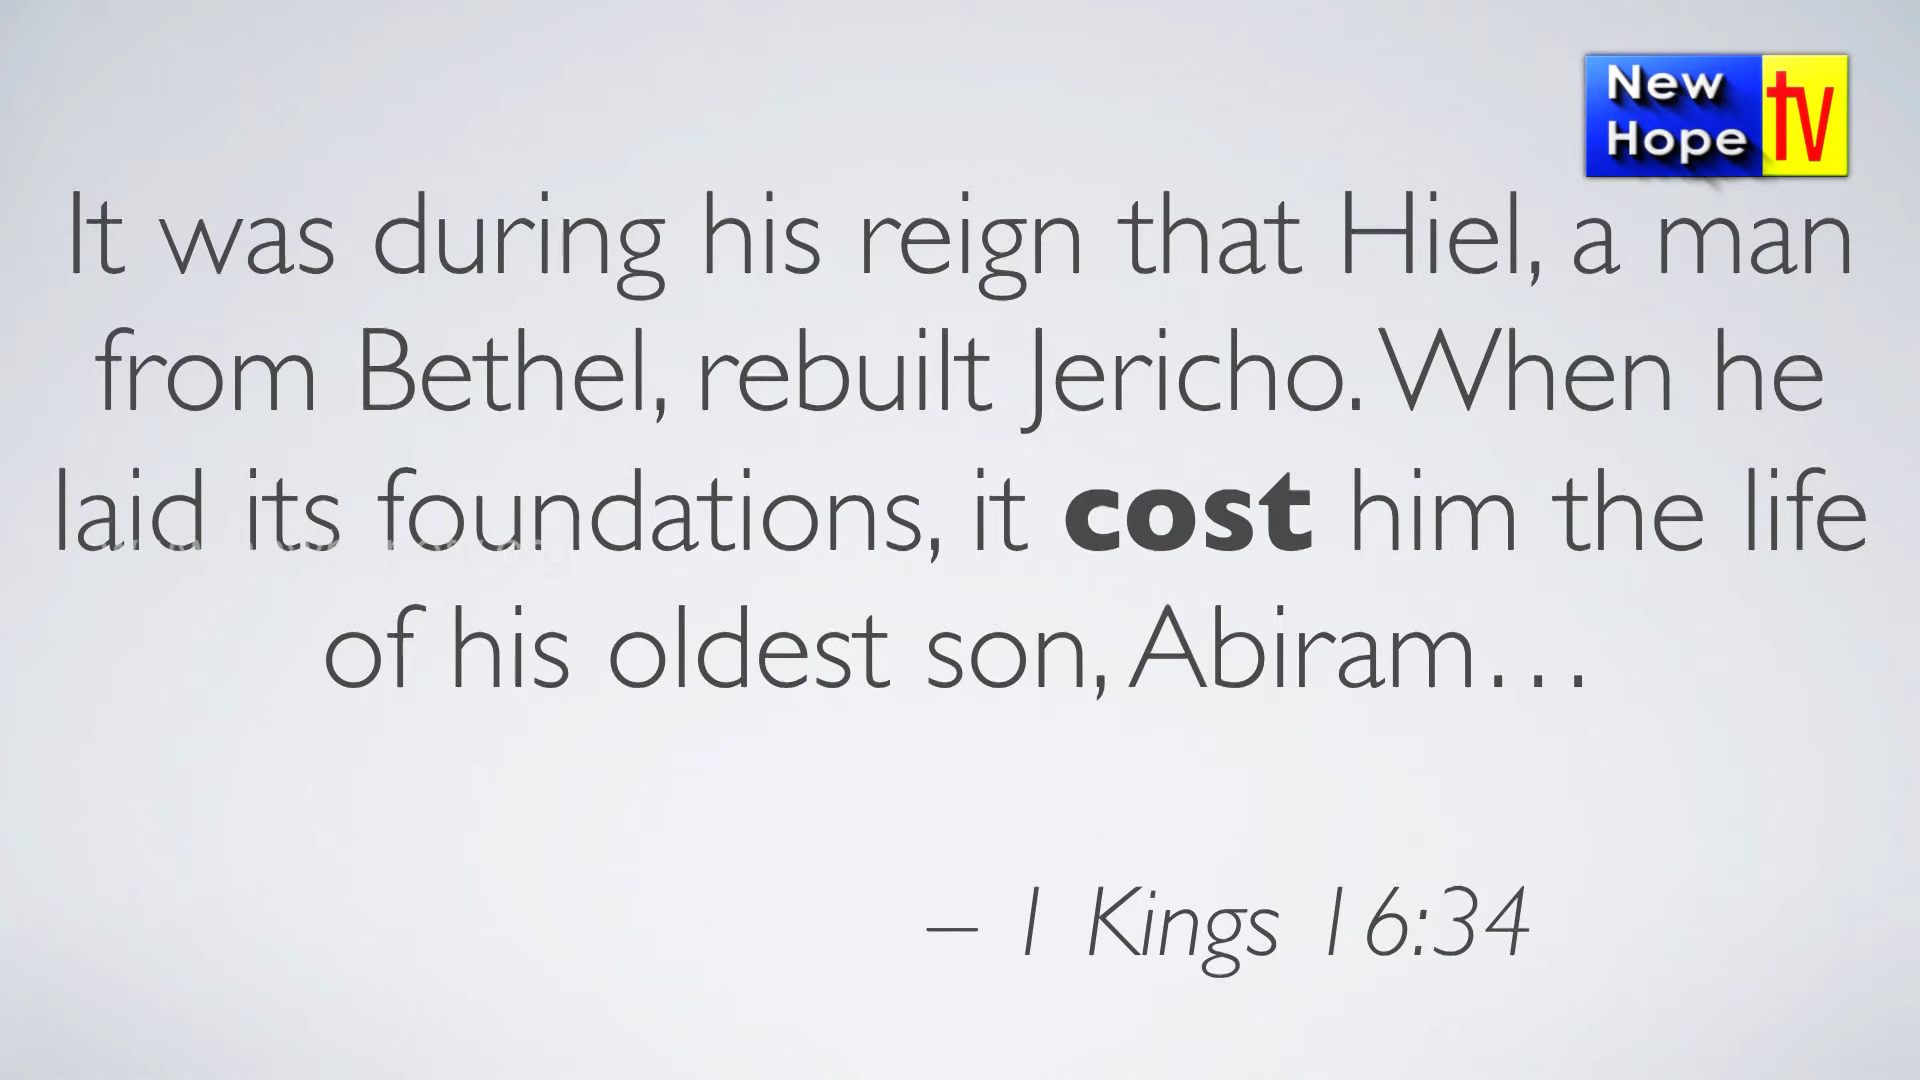 New
Hope
tv
It was during his reign that Hiel, a man
from Bethel, rebuilt Jericho. When he
laid its foundations, it cost him the life
of his oldest son, Abiram…
– 1 Kings 16:34